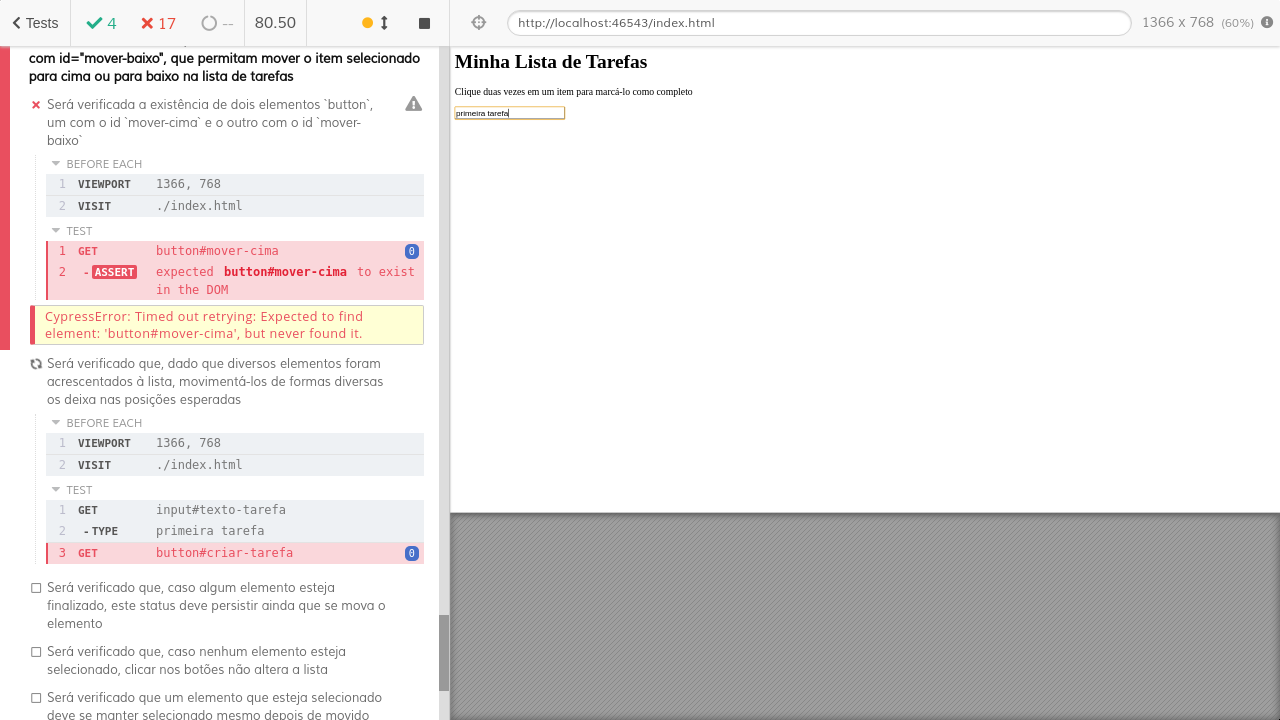 Tests
4
17
--
80.50
http://localhost:46543/index.html
1366 x 768 (60%)
com id="mover-baixo", que permitam mover o item selecionado
para cima ou para baixo na lista de tarefas
Será verificada a existência de dois elementos `button`,
um com o id `mover-cima` e o outro com o id `mover-
baixo`
BEFORE EACH
1 VIEWPORT 1366, 768
2 VISIT ./index.html
TEST
1 GET button#mover-cima 0
2 -ASSERT expected button#mover-cima to exist
in the DOM
CypressError: Timed out retrying: Expected to find
element: 'button#mover-cima', but never found it.
Será verificado que, dado que diversos elementos foram
acrescentados à lista, movimentá-los de formas diversas
os deixa nas posições esperadas
BEFORE EACH
1 VIEWPORT 1366, 768
2 VISIT ./index.html
TEST
1 GET input#texto-tarefa
2 -TYPE primeira tarefa
3 GET button#criar-tarefa 0
Será verificado que, caso algum elemento esteja
finalizado, este status deve persistir ainda que se mova o
elemento
Será verificado que, caso nenhum elemento esteja
selecionado, clicar nos botões não altera a lista
Será verificado que um elemento que esteja selecionado
deve se manter selecionado mesmo depois de movido
Minha Lista de Tarefas
Clique duas vezes em um item para marcá-lo como completo
primeira tarefa